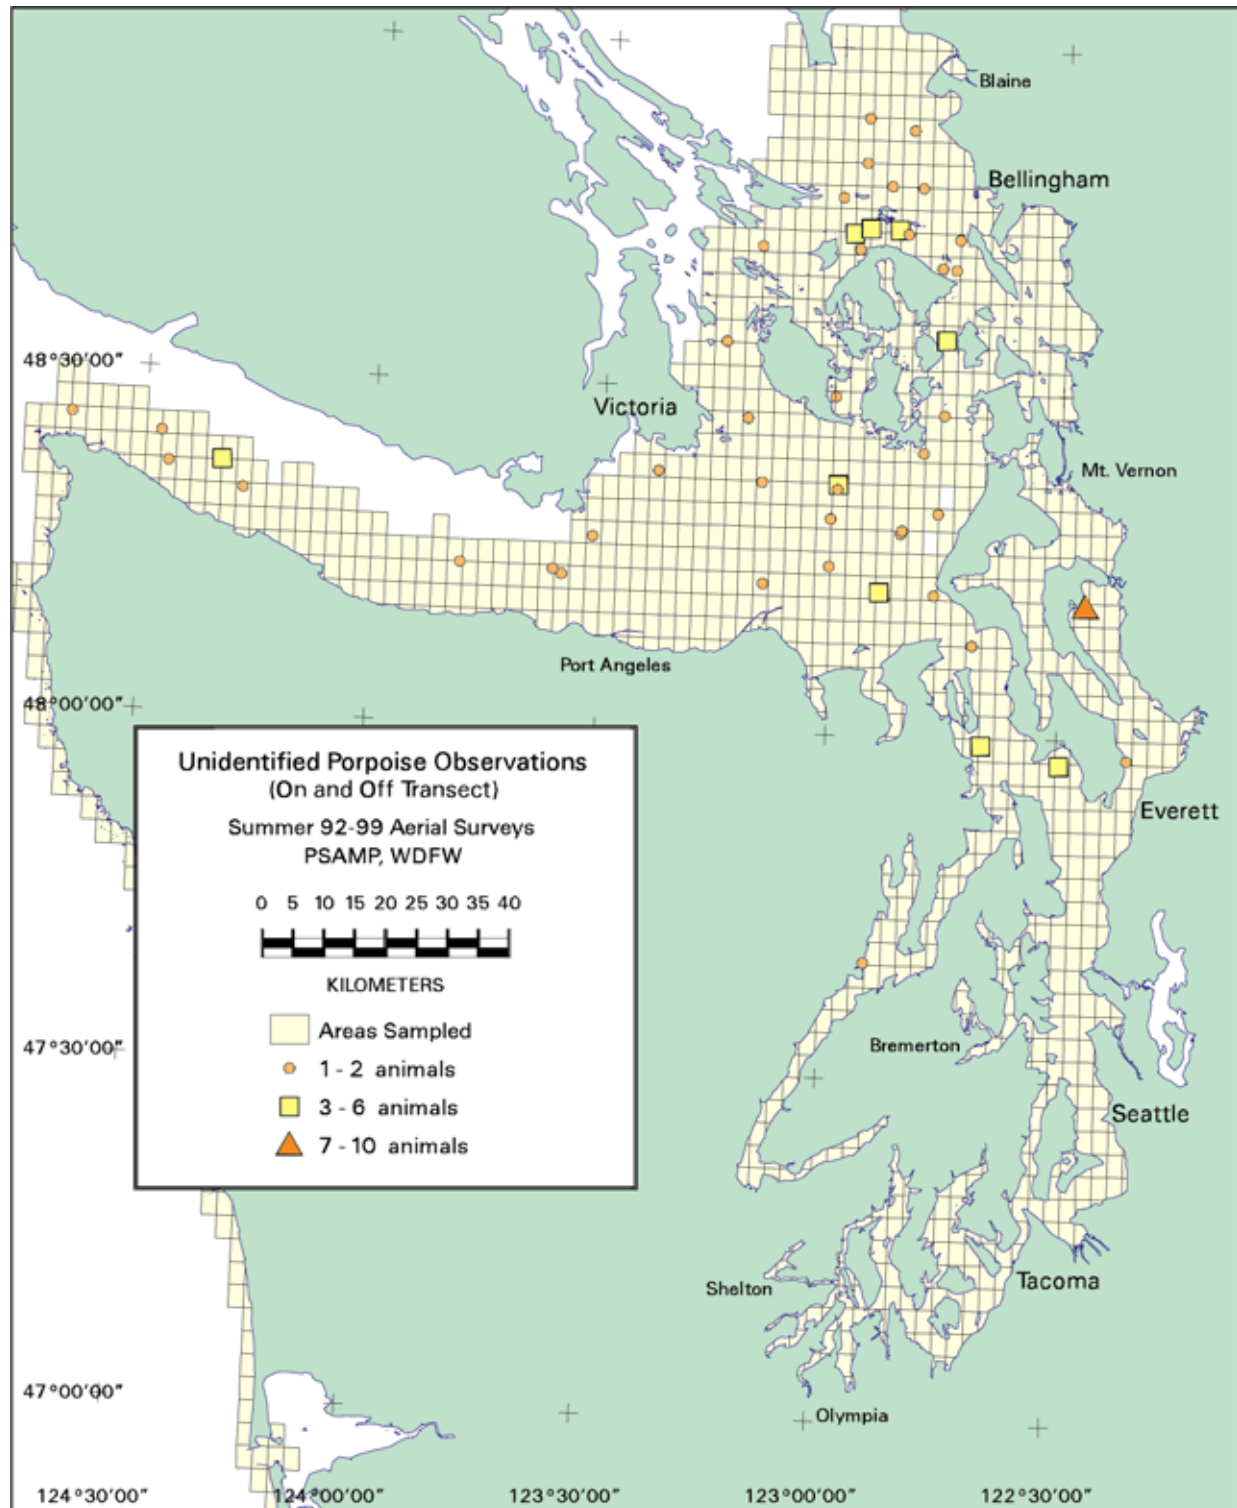 Blaine
Bellingham
48°30'00"
Victoria
Mt. Vernon
Port Angeles
48°00'00"
Unidentified Porpoise Observations
(On and Off Transect)
Summer 92-99 Aerial Surveys
PSAMP, WDFW
0 5 10 15 20 25 30 35 40
KILOMETERS
Areas Sampled
1 - 2 animals
3 - 6 animals
7 - 10 animals
Everett
47°30'00"
Bremerton
Seattle
Shelton
Tacoma
47°00'00"
Olympia
124°30'00" 124°00'00" 123°30'00" 123°00'00" 122°30'00"